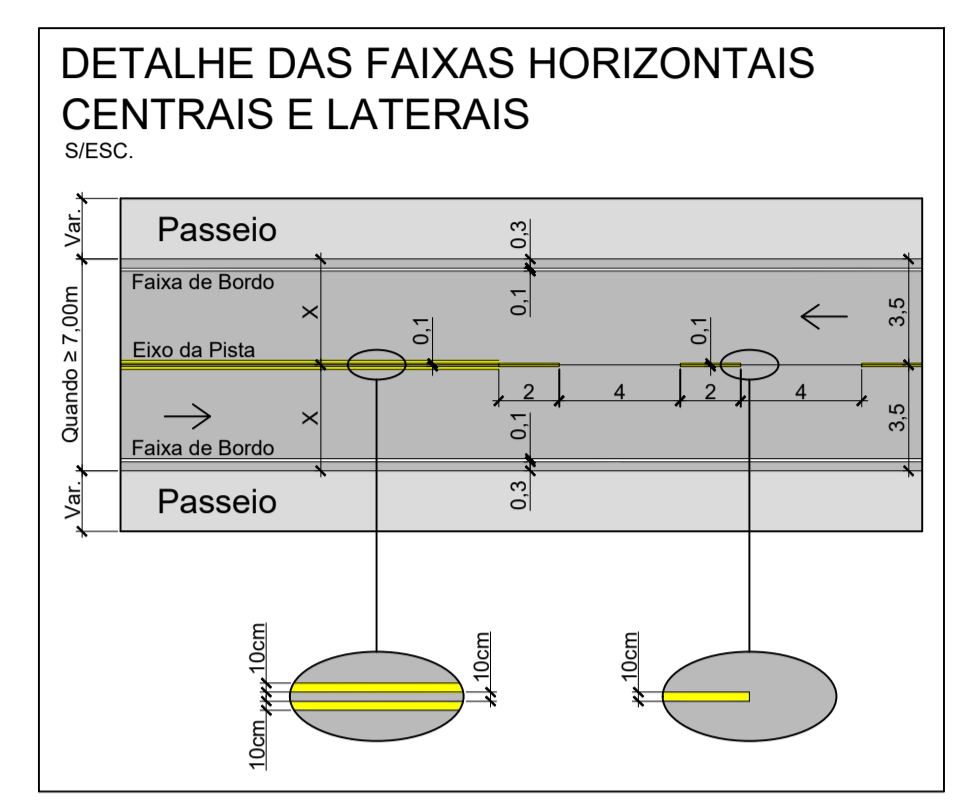 DETALHE DAS FAIXAS HORIZONTAIS
CENTRAIS E LATERAIS
S/ESC.
Var.
Passeio
0,3
Faixa de Bordo
0,1
X
3,5
Quando ≥ 7,00m
Eixo da Pista
0,1
0,1
2
4
2
4
X
3,5
Faixa de Bordo
0,1
Var.
Passeio
0,3
10cm
10cm
10cm
10cm